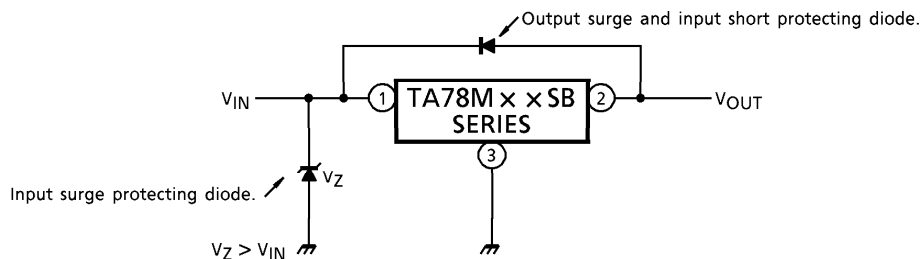 Output surge and input short protecting diode.
VIN
1
TA78M××SB
SERIES
2
VOUT
3
Input surge protecting diode.
VZ
VZ > VIN